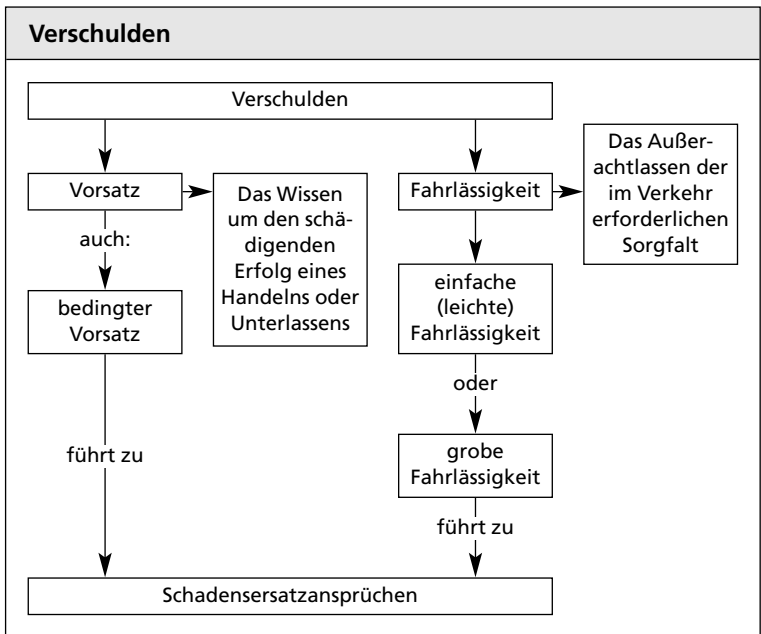 Verschulden
Verschulden
Vorsatz
Das Wissen
um den schä-
digenden
Erfolg eines
Handelns oder
Unterlassens
auch:
bedingter
Vorsatz
führt zu
Fahrlässigkeit
Das Außer-
achtlassen der
im Verkehr
erforderlichen
Sorgfalt
einfache
(leichte)
Fahrlässigkeit
oder
grobe
Fahrlässigkeit
führt zu
Schadensersatzansprüchen